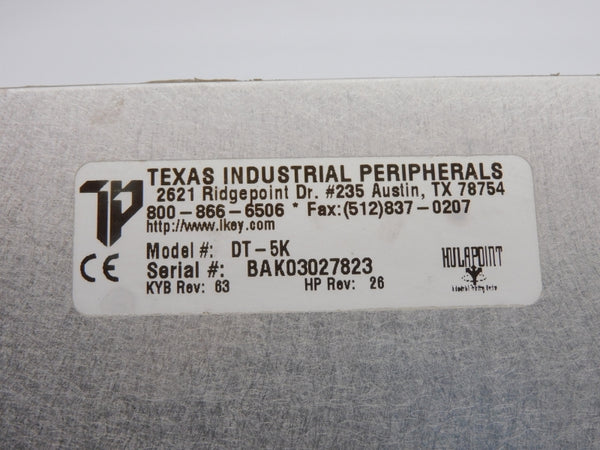 TP
TEXAS INDUSTRIAL PERIPHERALS
2621 Ridgepoint Dr. #235 Austin, TX 78754
800-866-6506 * Fax:(512)837-0207
http://www.ikey.com
CE
Model #: DT-5K
Serial #: BAK03027823
KYB Rev: 63 HP Rev: 26
HULAPOINT